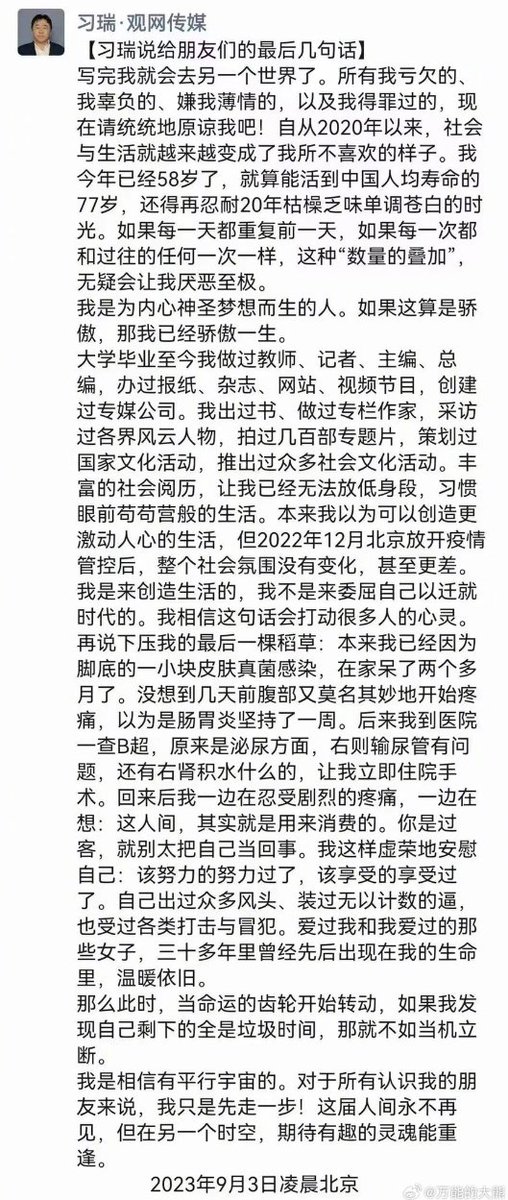 习瑞·观网传媒
【习瑞说给朋友们的最后几句话】
写完我就会去另一个世界了。所有我亏欠的、
我辜负的、嫌我薄情的，以及我得罪过的，现
在请统统地原谅我吧！自从2020年以来，社会
与生活就越来越变成了我所不喜欢的样子。我
今年已经58岁了，就算能活到中国人均寿命的
77岁，还得再忍耐20年枯燥乏味单调苍白的时
光。如果每一天都重复前一天，如果每一次都
和过往的任何一次一样，这种“数量的叠加”，
无疑会让我厌恶至极。
我是为内心神圣梦想而生的人。如果这算是骄
傲，那我已经骄傲一生。
大学毕业至今我做过教师、记者、主编、总
编，办过报纸、杂志、网站、视频节目，创建
过专媒公司。我出过书、做过专栏作家，采访
过各界风云人物，拍过几百部专题片，策划过
国家文化活动，推出过众多社会文化活动。丰
富的社会阅历，让我已经无法放低身段，习惯
眼前苟苟营般的生活。本来我以为可以创造更
激动人心的生活，但2022年12月北京放开疫情
管控后，整个社会氛围没有变化，甚至更差。
我是来创造生活的，我不是来委屈自己以迁就
时代的。我相信这句话会打动很多人的心灵。
再说下压我的最后一棵稻草：本来我已经因为
脚底的一小块皮肤真菌感染，在家呆了两个多
月了。没想到几天前腹部又莫名其妙地开始疼
痛，以为是肠胃炎坚持了一周。后来我到医院
一查B超，原来是泌尿方面，右则输尿管有问
题，还有右肾积水什么的，让我立即住院手
术。回来后我一边在忍受剧烈的疼痛，一边在
想：这人间，其实就是用来消费的。你是过
客，就别太把自己当回事。我这样虚荣地安慰
自己：该努力的努力过了，该享受的享受过
了。自己出过众多风头、装过无以计数的逼，
也受过各类打击与冒犯。爱过我和我爱过的那
些女子，三十多年里曾经先后出现在我的生命
里，温暖依旧。
那么此时，当命运的齿轮开始转动，如果我发
现自己剩下的全是垃圾时间，那就不如当机立
断。
我是相信有平行宇宙的。对于所有认识我的朋
友来说，我只是先走一步！这届人间永不再
见，但在另一个时空，期待有趣的灵魂能重
逢。
2023年9月3日凌晨北京
@万能的大熊